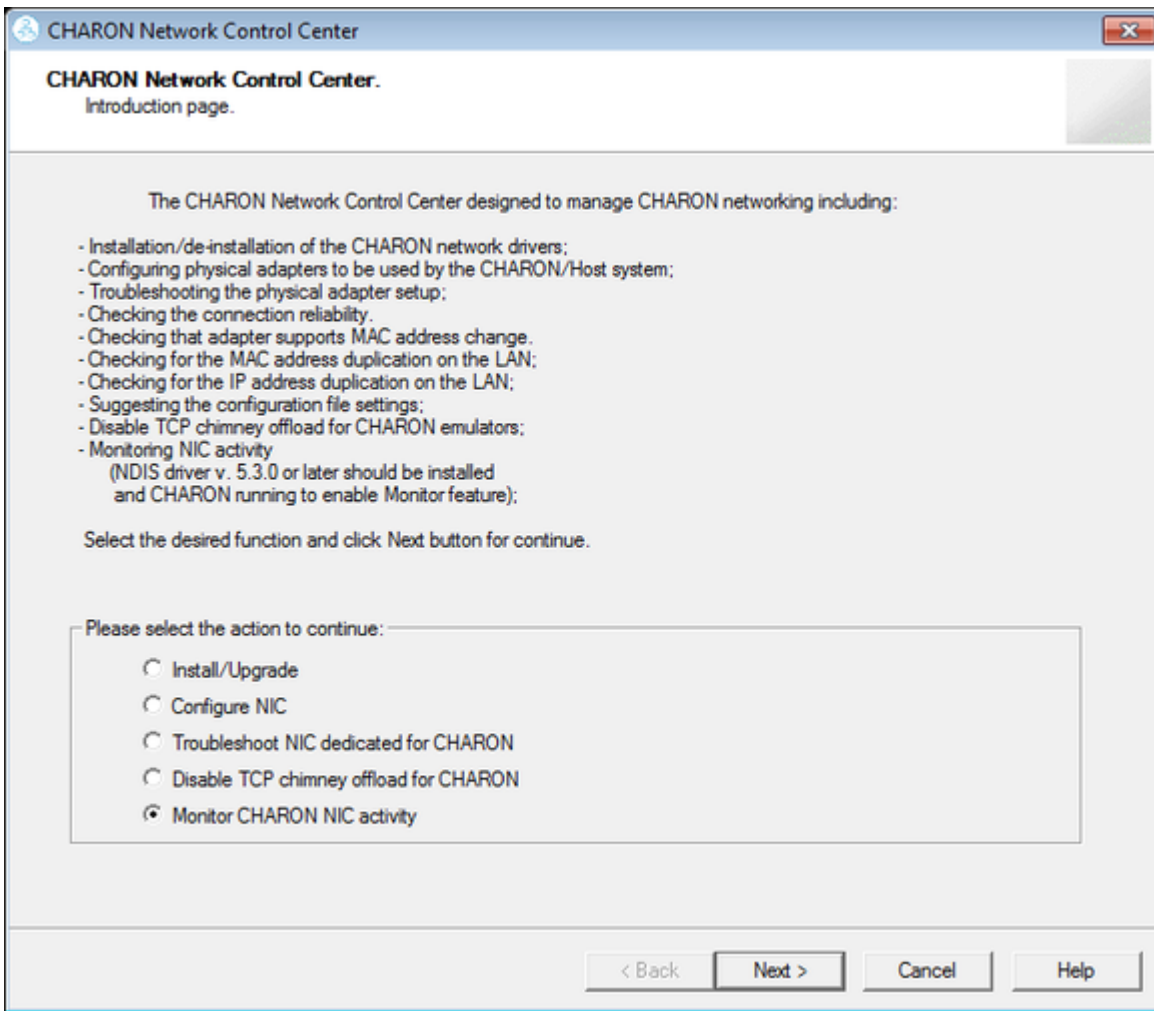 CHARON Network Control Center
CHARON Network Control Center.
Introduction page.
The CHARON Network Control Center designed to manage CHARON networking including:
- Installation/de-installation of the CHARON network drivers;
- Configuring physical adapters to be used by the CHARON/Host system;
- Troubleshooting the physical adapter setup;
- Checking the connection reliability.
- Checking that adapter supports MAC address change.
- Checking for the MAC address duplication on the LAN;
- Checking for the IP address duplication on the LAN;
- Suggesting the configuration file settings;
- Disable TCP chimney offload for CHARON emulators;
- Monitoring NIC activity
(NDIS driver v. 5.3.0 or later should be installed
and CHARON running to enable Monitor feature);
Select the desired function and click Next button for continue.
Please select the action to continue:
Install/Upgrade
Configure NIC
Troubleshoot NIC dedicated for CHARON
Disable TCP chimney offload for CHARON
Monitor CHARON NIC activity
< Back
Next >
Cancel
Help